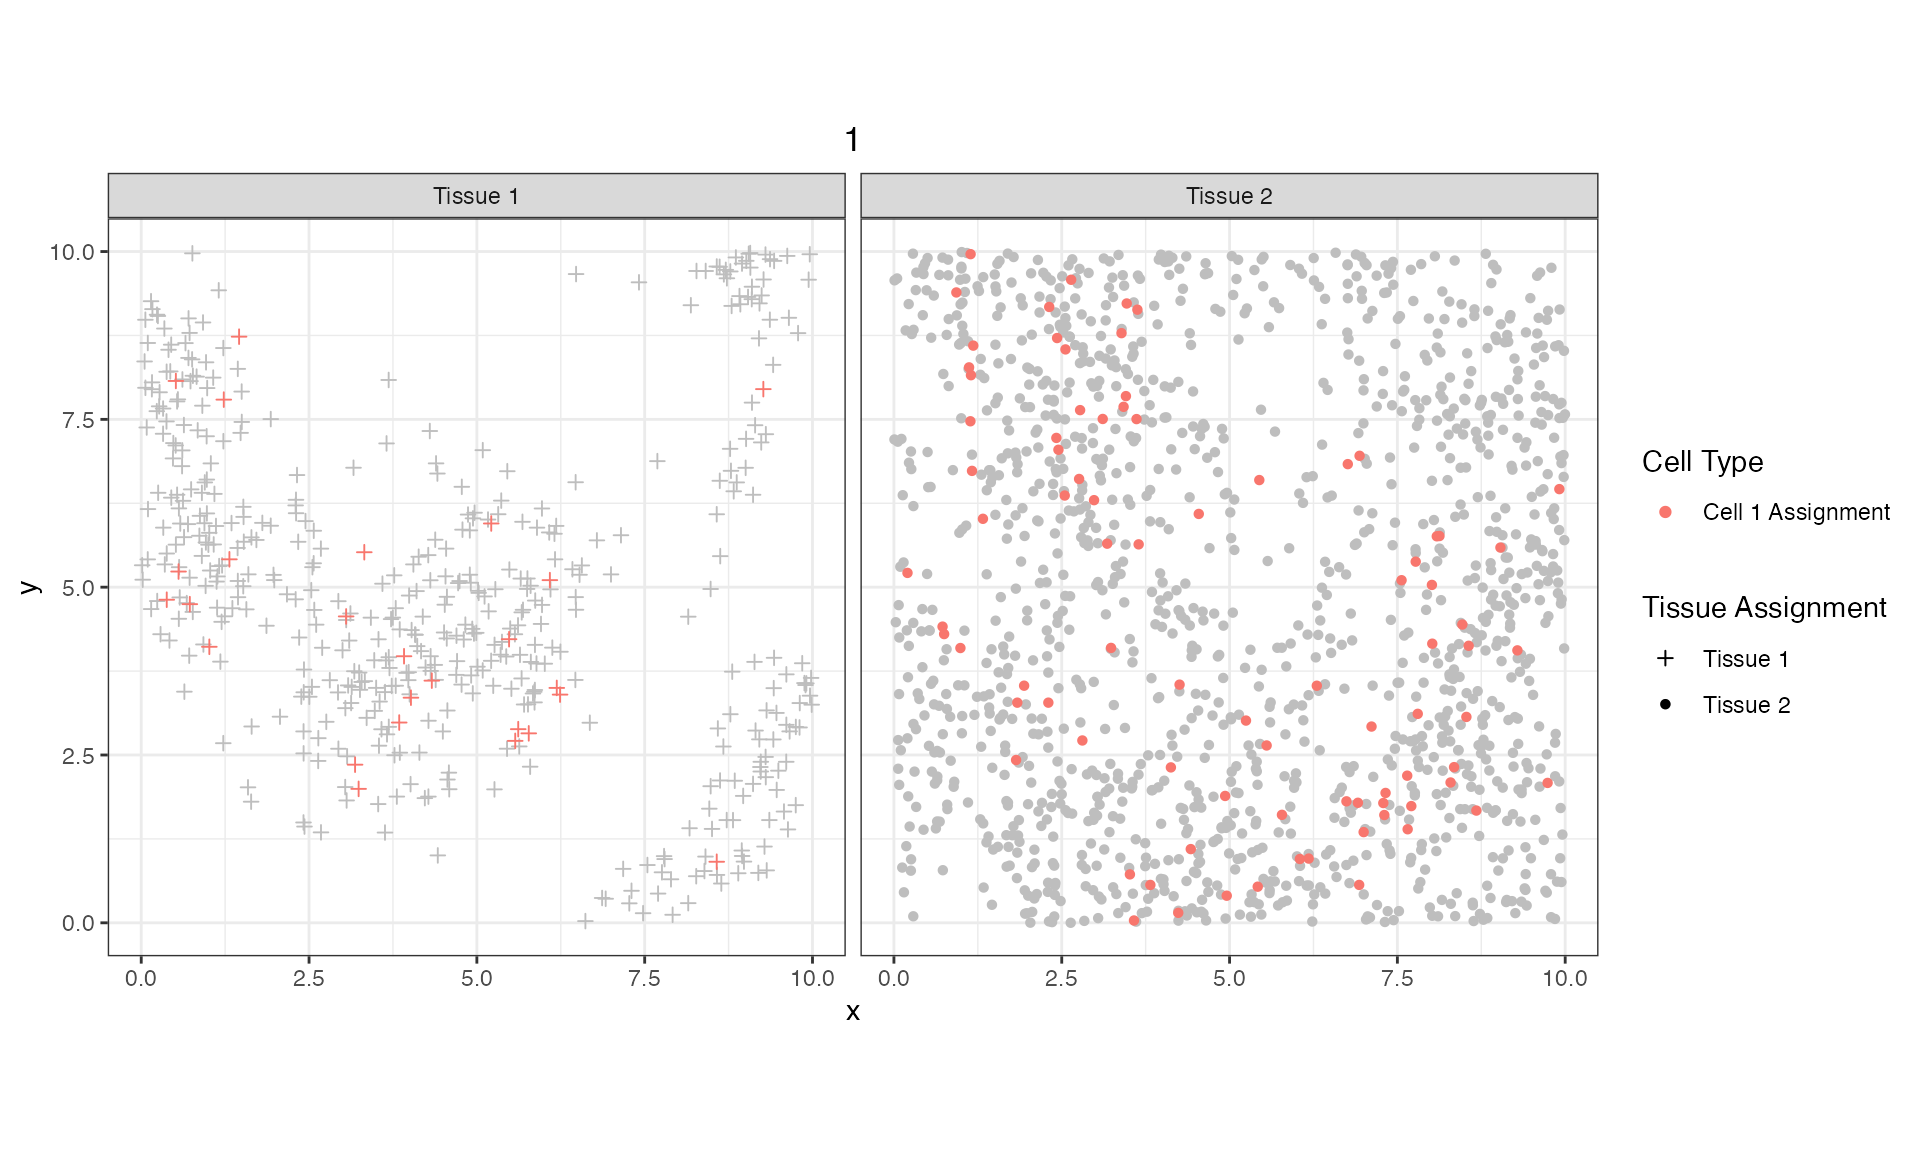 1
Tissue 1
Tissue 2
10.0
7.5
5.0
2.5
0.0
y
0.0 2.5 5.0 7.5 10.0
0.0 2.5 5.0 7.5 10.0
x
Cell Type
Cell 1 Assignment
Tissue Assignment
Tissue 1
Tissue 2